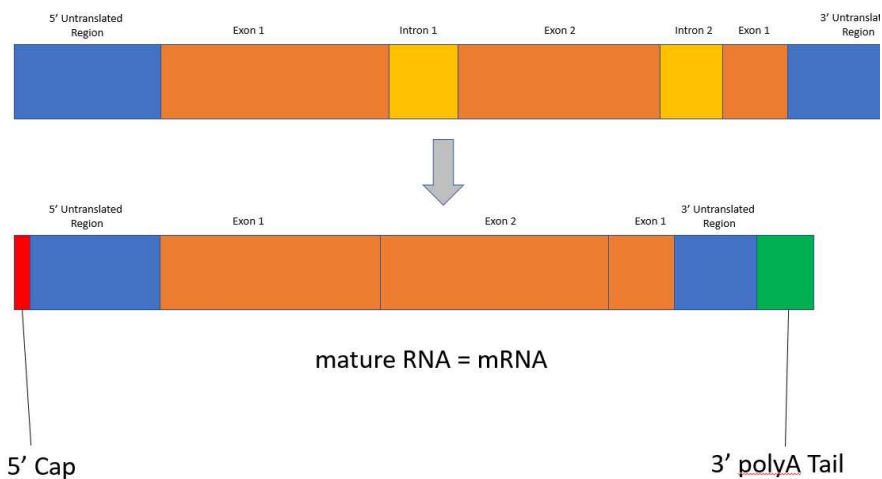 5' Untranslated
Region
Exon 1
Intron 1
Exon 2
Intron 2
Exon 1
3' Untranslat
Region
5' Untranslated
Region
Exon 1
Exon 2
Exon 1
3' Untranslated
Region
mature RNA = mRNA
5' Cap
3' polyA Tail